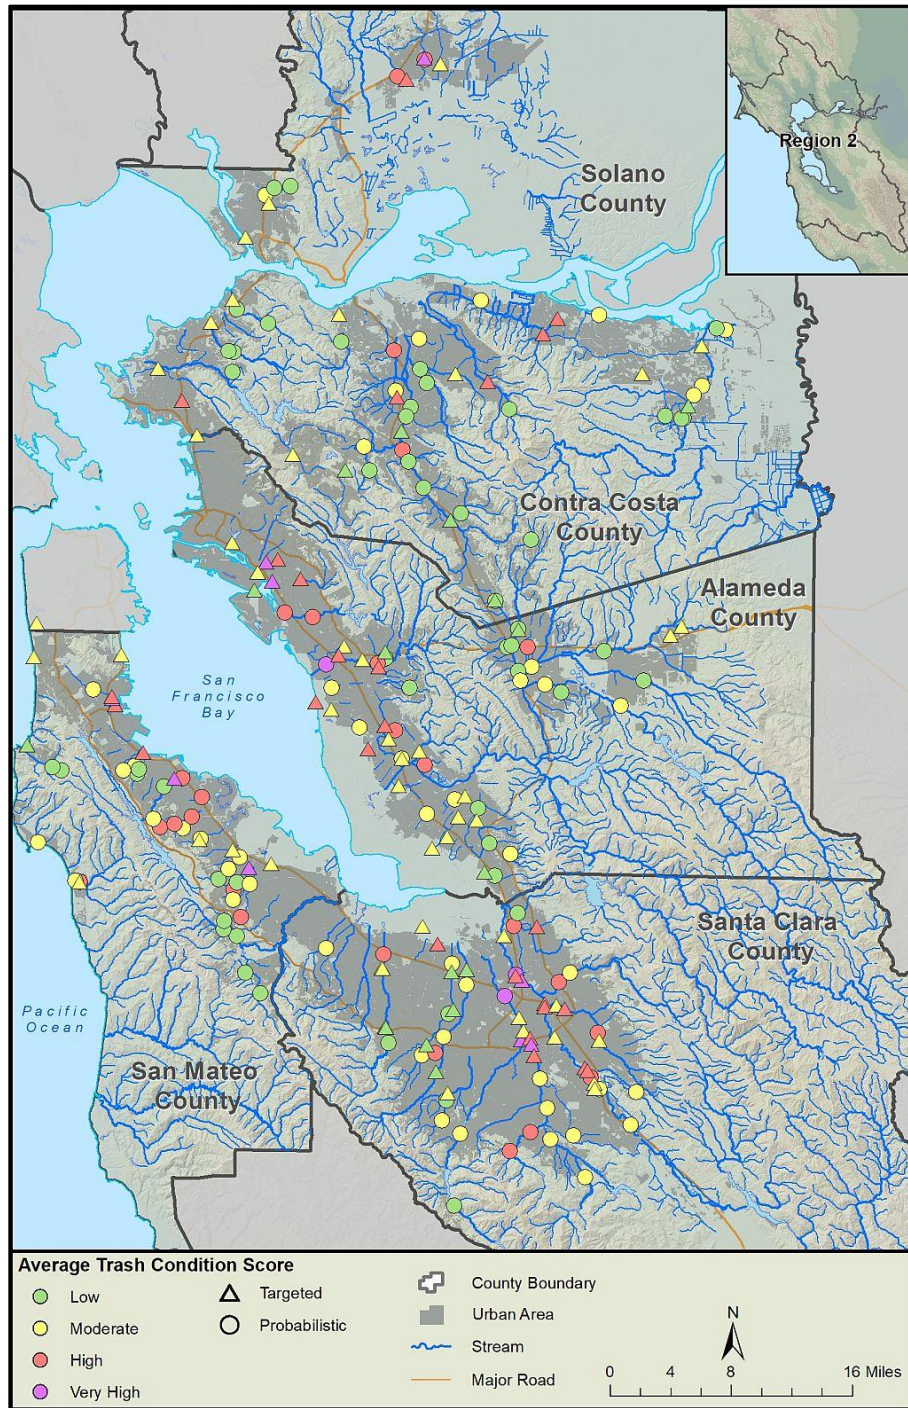 Region 2
Solano
County
Contra Costa
County
Alameda
County
San
Francisco
Bay
Santa Clara
County
Pacific
Ocean
San Mateo
County
Average Trash Condition Score
Low
Moderate
High
Very High
Targeted
Probabilistic
County Boundary
Urban Area
Stream
Major Road
N
0 4 8 16 Miles